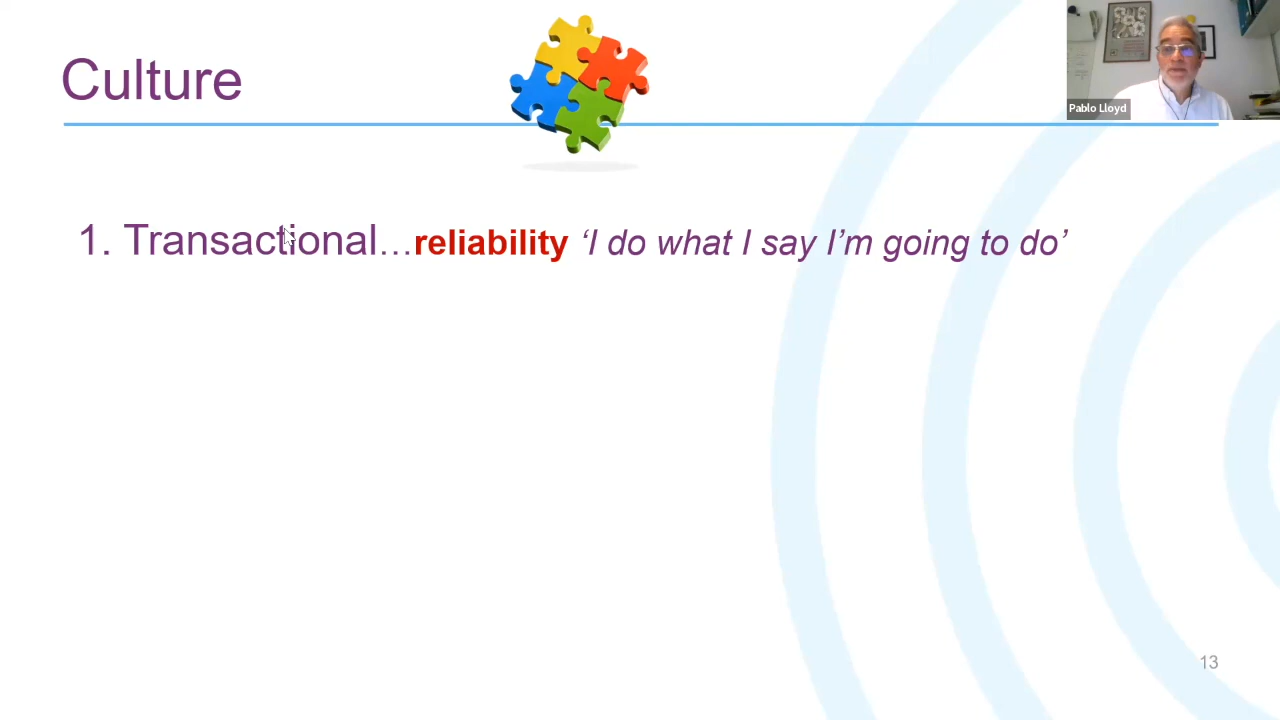 Culture
Pablo Lloyd
1. Transactional...reliability ‘I do what I say I’m going to do’
13